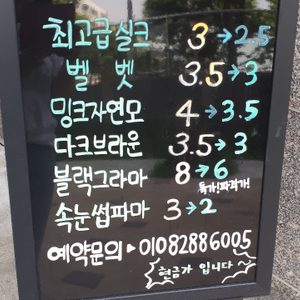 최고급실크 3→2.5
벨벳 3.5→3
밍크자연모 4→3.5
다크브라운 3.5→3
블랙그라마 8→6
특가!파격가!
속눈썹파마 3→2
예약문의▶01082886005
현금가 입니다~